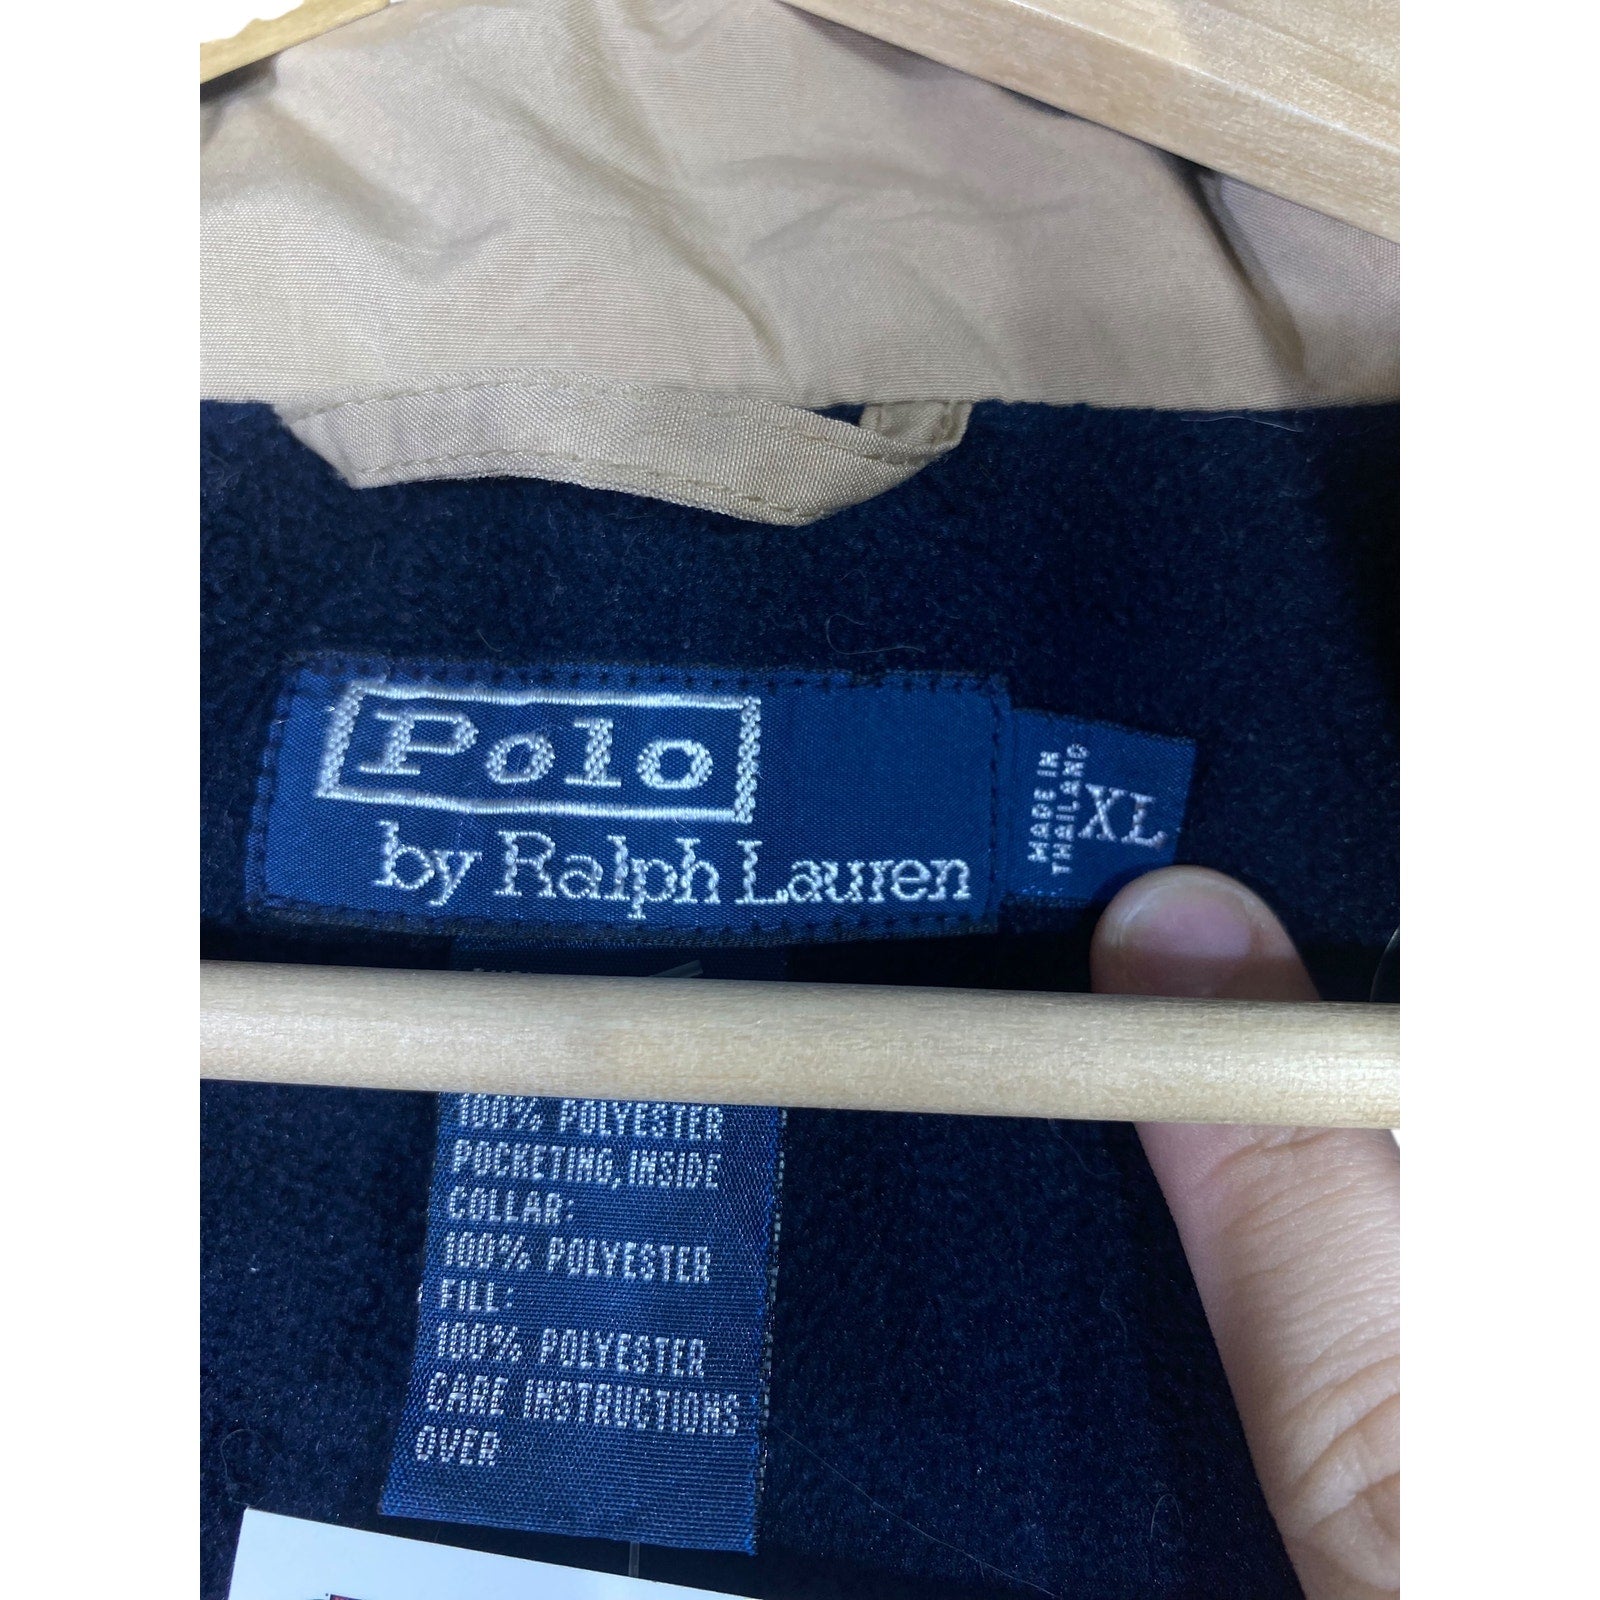 Polo
by Ralph Lauren
MADE IN
THAILAND
XL
100% POLYESTER
POCKETING, INSIDE
COLLAR:
100% POLYESTER
FILL:
100% POLYESTER
CARE INSTRUCTIONS
OVER